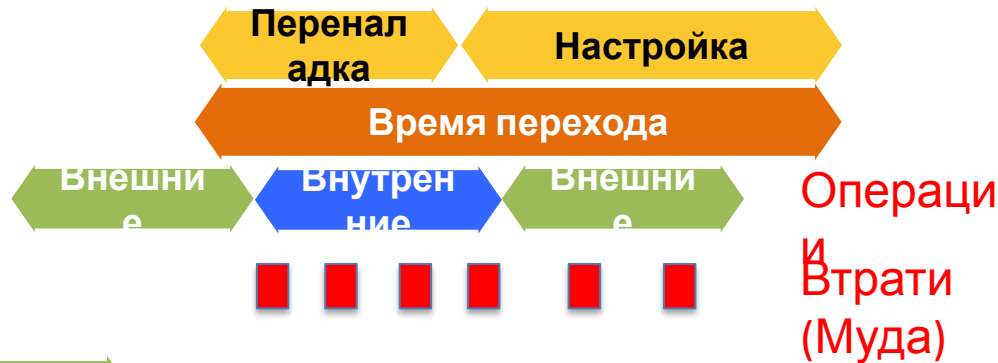 Перенал
адка
Настройка
Время перехода
Внешни
е
Внутрен
ние
Внешни
е
Операци
и
Втрати
(Муда)